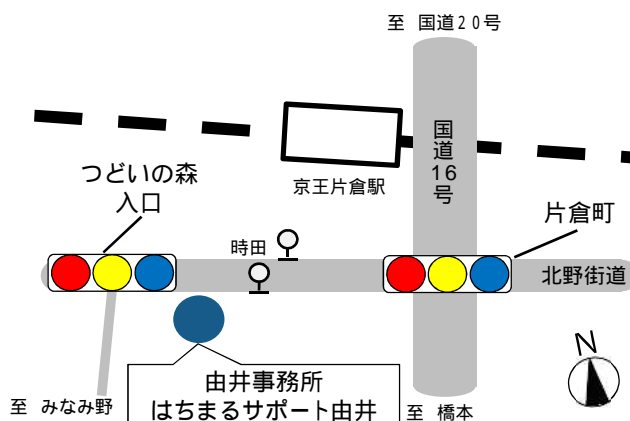 至 国道20号
国道16号
京王片倉駅
つどいの森
入口
片倉町
時田
北野街道
N
由井事務所
はちまるサポート由井
至 みなみ野
至 橋本